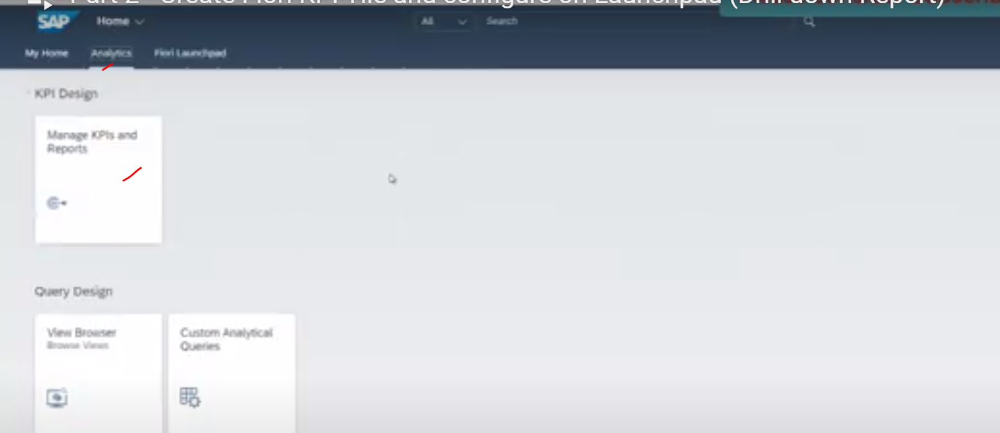 Part 2 - Create Fiori KPI Tile and configure on Launchpad (Drill down Report)
SAP Home All Search
My Home Analytics Fiori Launchpad
KPI Design
Manage KPIs and
Reports
Query Design
View Browser
Browse Views
Custom Analytical
Queries